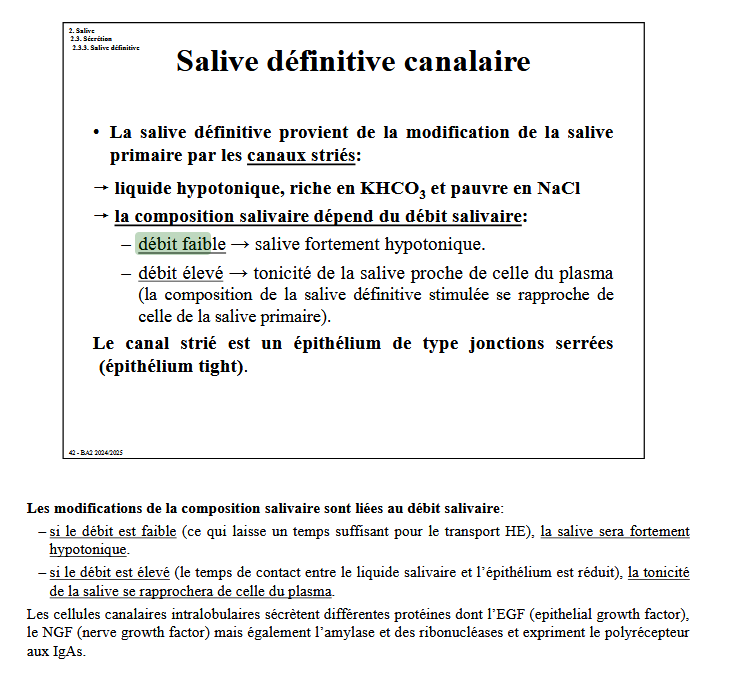 2. Salive
2.3. Sécrétion
2.3.3. Salive définitive
Salive définitive canalaire
• La salive définitive provient de la modification de la salive
primaire par les canaux striés:
→ liquide hypotonique, riche en KHCO₃ et pauvre en NaCl
→ la composition salivaire dépend du débit salivaire:
– débit faible → salive fortement hypotonique.
– débit élevé → tonicité de la salive proche de celle du plasma
(la composition de la salive définitive stimulée se rapproche de
celle de la salive primaire).
Le canal strié est un épithélium de type jonctions serrées
(épithélium tight).
42 - BA2 2024/2025
Les modifications de la composition salivaire sont liées au débit salivaire:
– si le débit est faible (ce qui laisse un temps suffisant pour le transport HE), la salive sera fortement
hypotonique.
– si le débit est élevé (le temps de contact entre le liquide salivaire et l’épithélium est réduit), la tonicité
de la salive se rapprochera de celle du plasma.
Les cellules canalaires intralobulaires sécrètent différentes protéines dont l’EGF (epithelial growth factor),
le NGF (nerve growth factor) mais également l’amylase et des ribonucléases et expriment le polyrécepteur
aux IgAs.